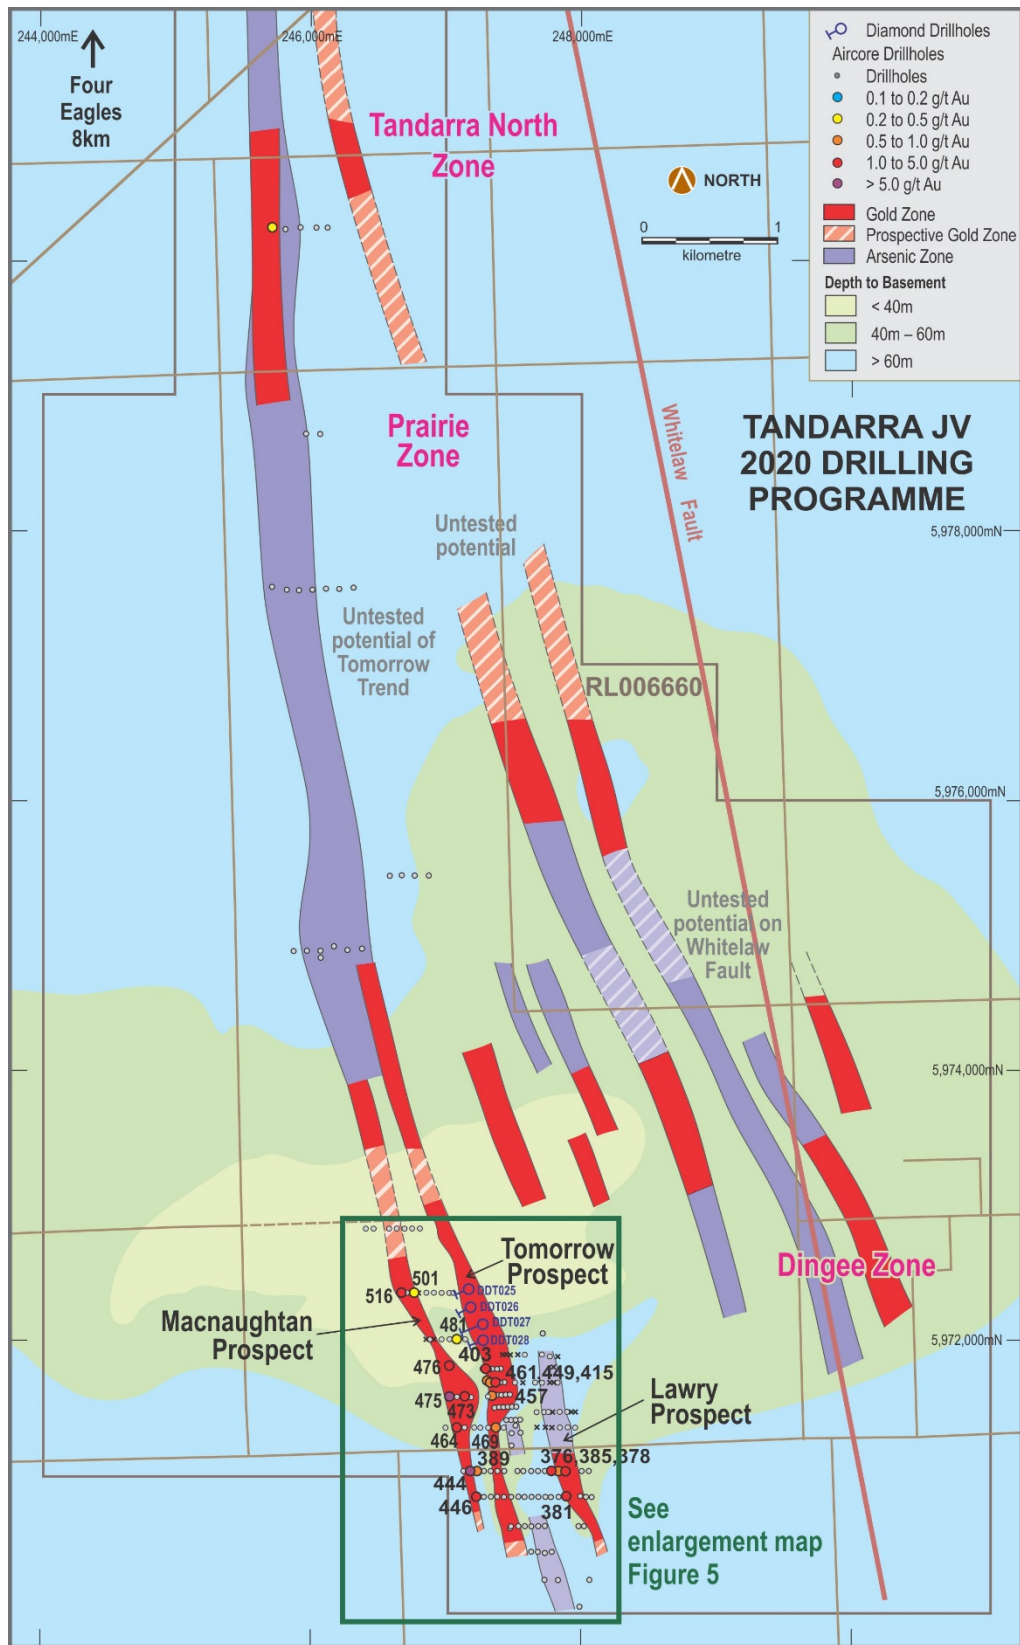 244,000mE
246,000mE
248,000mE
Four
Eagles
8km
Tandarra North
Zone
NORTH
0
1
kilometre
Diamond Drillholes
Aircore Drillholes
Drillholes
0.1 to 0.2 g/t Au
0.2 to 0.5 g/t Au
0.5 to 1.0 g/t Au
1.0 to 5.0 g/t Au
> 5.0 g/t Au
Gold Zone
Prospective Gold Zone
Arsenic Zone
Depth to Basement
< 40m
40m – 60m
> 60m
Prairie
Zone
Whitelaw Fault
TANDARRA JV
2020 DRILLING
PROGRAMME
Untested
potential
5,978,000mN
Untested
potential of
Tomorrow
Trend
RL006660
5,976,000mN
Untested
potential on
Whitelaw
Fault
5,974,000mN
Tomorrow
Prospect
Dingee Zone
501
516
DDT025
DDT026
Macnaughtan
Prospect
481
DDT027
DDT028
5,972,000mN
403
476
461,449,415
475
457
473
Lawry
Prospect
464
469
389
376,385,378
444
446
381
See
enlargement map
Figure 5